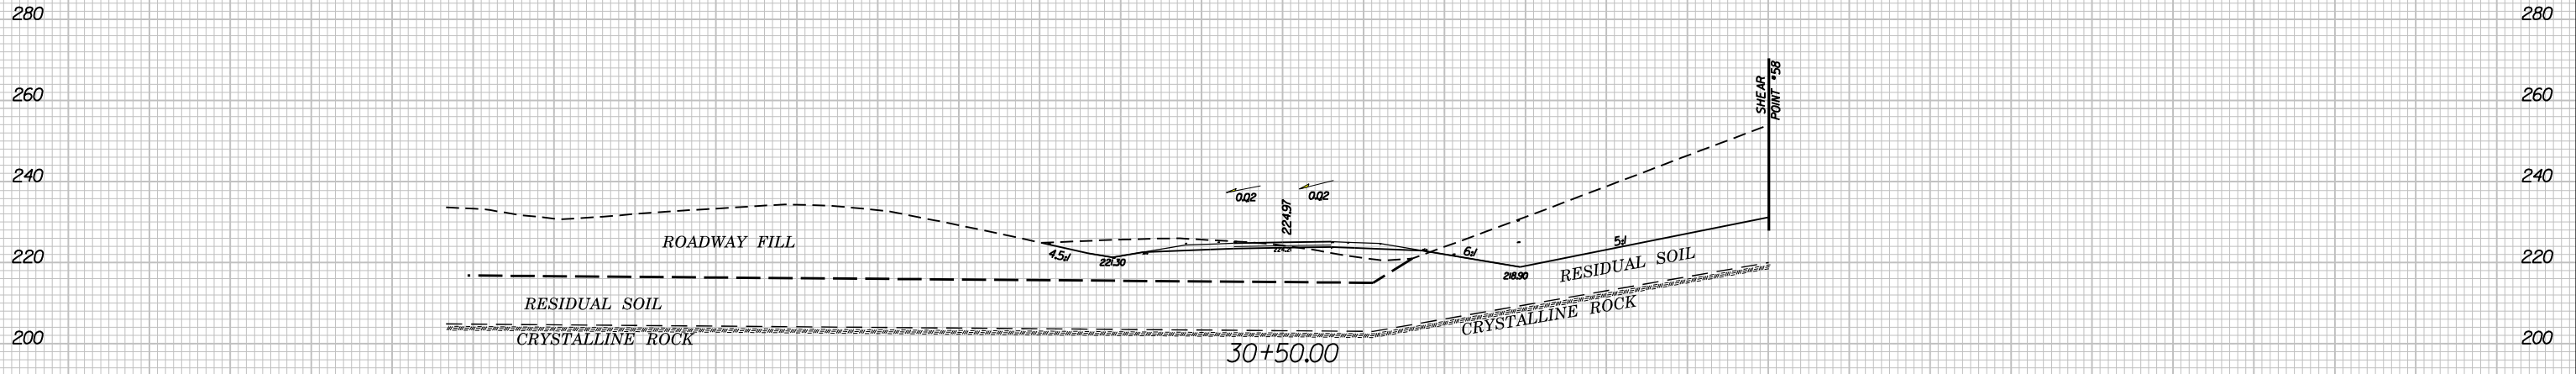 280 280
SHEAR
POINT #58
260 260
240 240
0.02 0.02
224.97
ROADWAY FILL
4.5:1 221.30 6:1 5:1
220 220
218.90
RESIDUAL SOIL
RESIDUAL SOIL
CRYSTALLINE ROCK
CRYSTALLINE ROCK
200 200
30+50.00